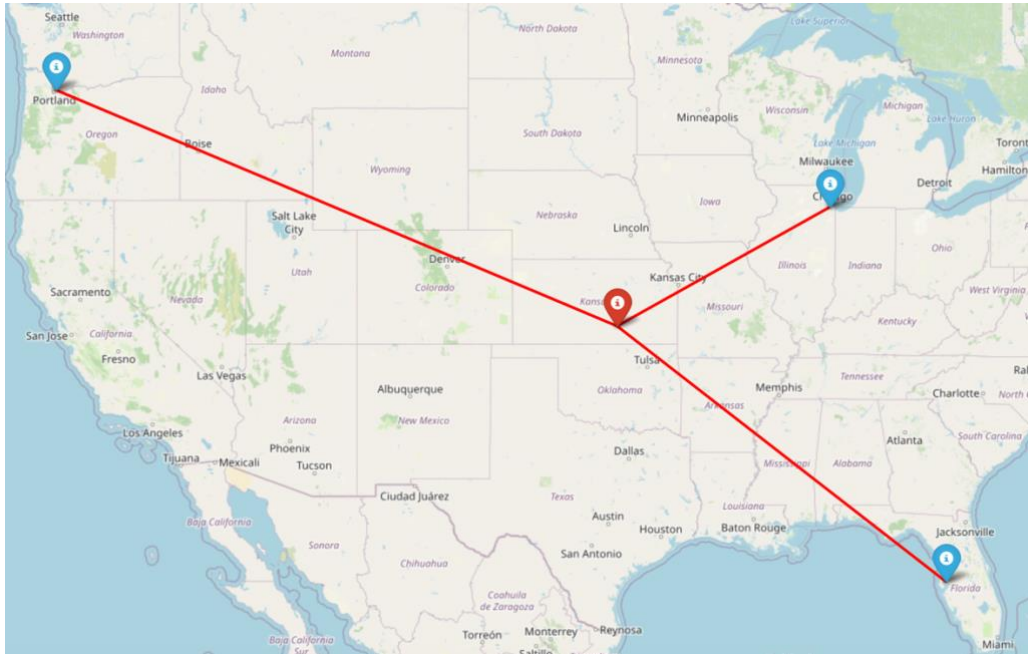 Seattle
Washington
Portland
Oregon
Idaho
Boise
Montana
North Dakota
South Dakota
Wyoming
Nebraska
Lincoln
Minnesota
Minneapolis
Wisconsin
Lake Superior
Michigan
Lake Huron
Lake Michigan
Milwaukee
Detroit
Toront
Hamilton
Iowa
Illinois
Indiana
Ohio
West Virginia
Salt Lake
City
Utah
Nevada
Sacramento
San Jose
California
Fresno
Las Vegas
Los Angeles
Tijuana
Mexicali
Denver
Colorado
Kansas City
Missouri
Kentucky
Tulsa
Oklahoma
Arkansas
Memphis
Tennessee
Charlotte
Albuquerque
New Mexico
Arizona
Phoenix
Tucson
Ciudad Juárez
Dallas
Texas
Austin
Houston
San Antonio
Louisiana
Baton Rouge
Mississippi
Alabama
Atlanta
South Carolina
Jacksonville
Florida
Miami
Baja California
Sonora
Chihuahua
Coahuila
de Zaragoza
Torreón
Monterrey
Reynosa
Baja California
Sur